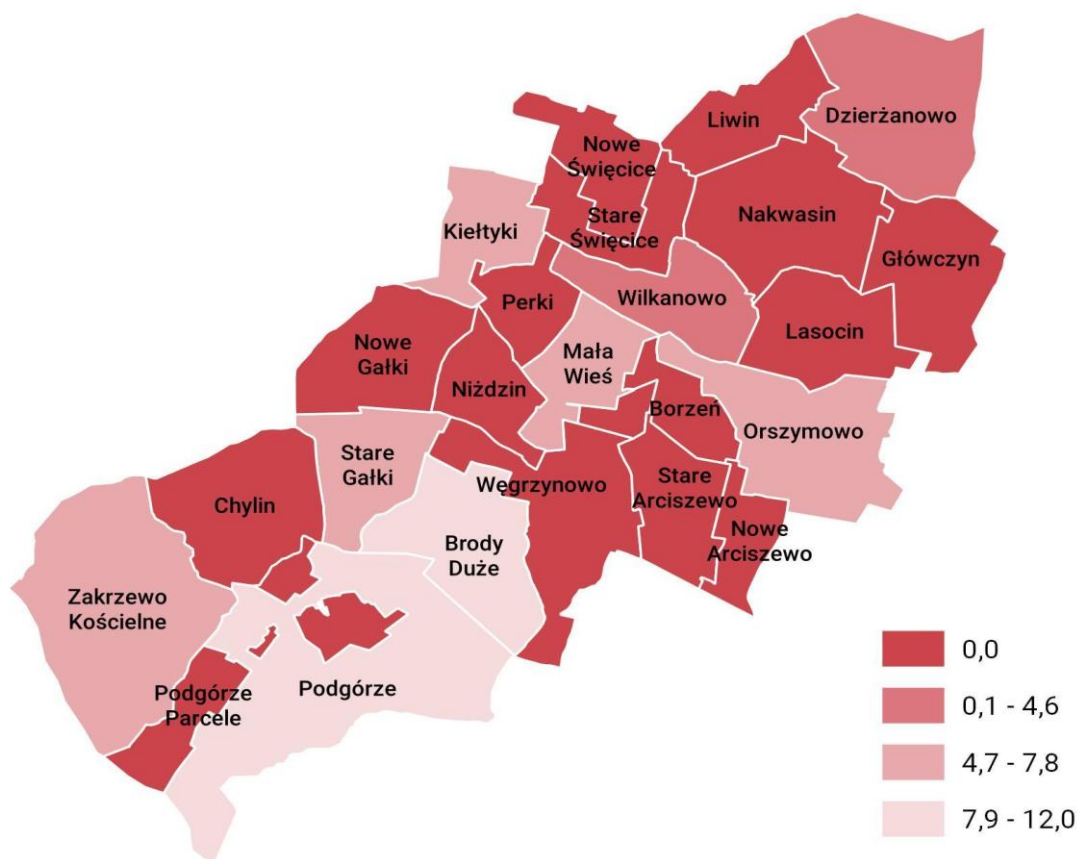 Liwin
Dzierżanowo
Nowe
Święcice
Nakwasin
Stare
Święcice
Kiełtyki
Główczyn
Perki
Wilkanowo
Lasocin
Nowe
Gałki
Mała
Wieś
Niżdzin
Borzeń
Orszymowo
Stare
Gałki
Węgrzynowo
Stare
Arciszewo
Chylin
Nowe
Arciszewo
Brody
Duże
Zakrzewo
Kościelne
Podgórze
Parcele
Podgórze
0,0
0,1 - 4,6
4,7 - 7,8
7,9 - 12,0